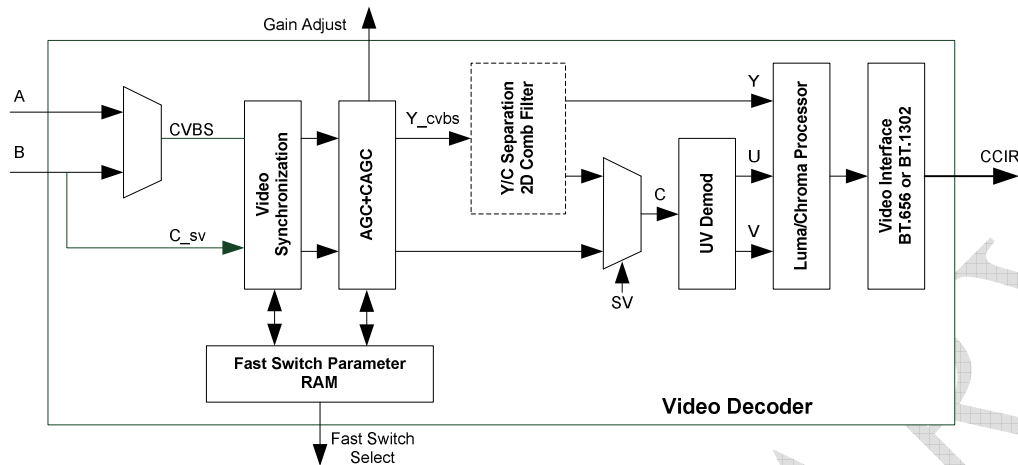 Gain Adjust
A
B
CVBS
C_sv
Video
Synchronization
AGC+CAGC
Y_cvbs
Y/C Separation
2D Comb Filter
C
SV
UV Demod
Y
U
V
Luma/Chroma Processor
Video Interface
BT.656 or BT.1302
CCIR
Fast Switch Parameter
RAM
Fast Switch
Select
Video Decoder